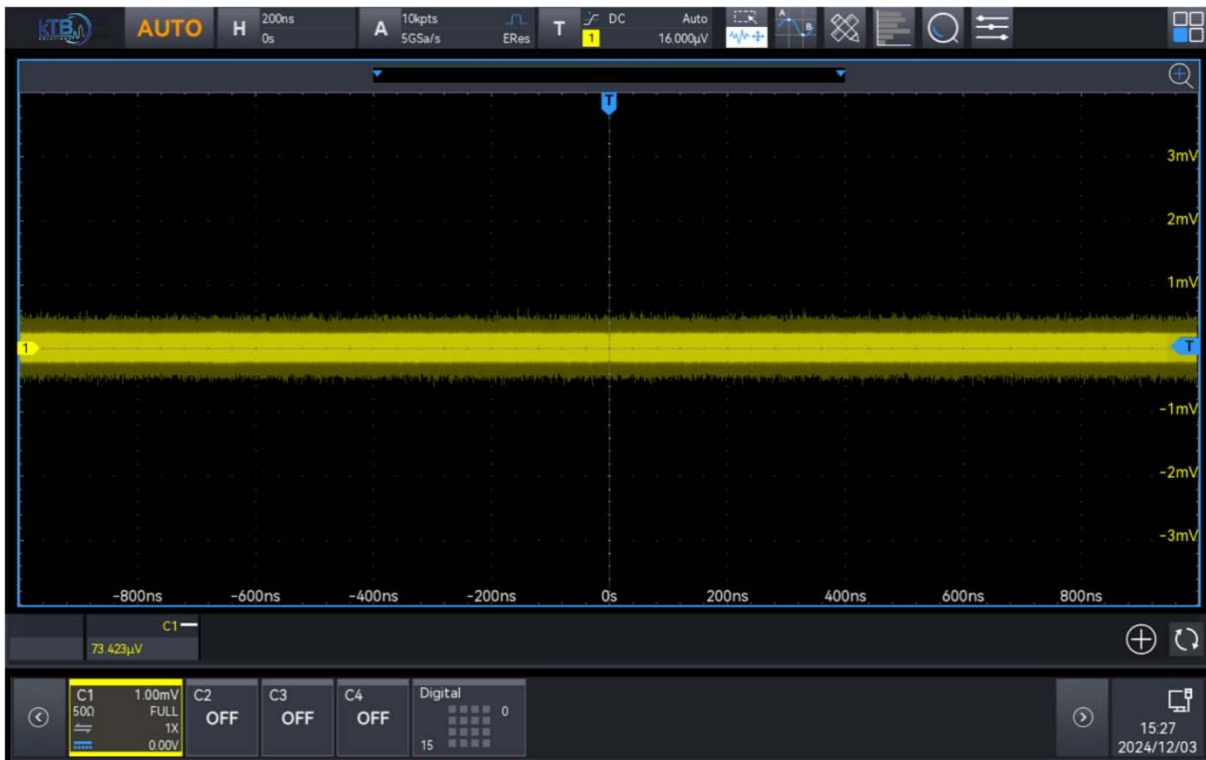 kTB AUTO H 200ns A 10kpts T DC Auto
0s 5GSa/s ERes 1 16.000μV
A B
T
3mV
2mV
1mV
1 T
-1mV
-2mV
-3mV
-800ns -600ns -400ns -200ns 0s 200ns 400ns 600ns 800ns
C1
73.423μV
C1 1.00mV C2 C3 C4 Digital
50Ω FULL OFF OFF OFF 0
1X
0.00V 15
15:27
2024/12/03